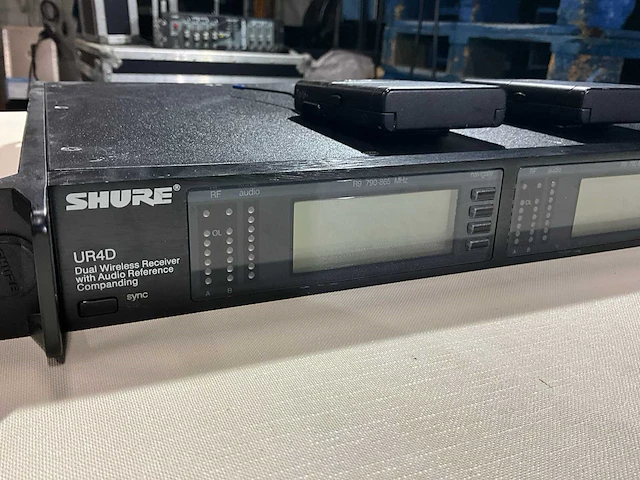 SHURE®
UR4D
Dual Wireless Receiver
with Audio Reference
Companding
sync
RF audio
OL
A B
R9 790-865 MHz